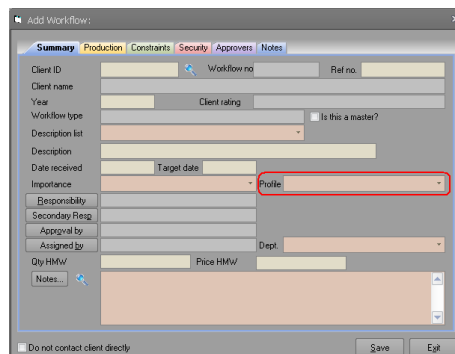 Add Workflow:
Summary Production Constraints Security Approvers Notes
Client ID Workflow no Ref no.
Client name
Year Client rating
Workflow type Is this a master?
Description list
Description
Date received Target date
Importance Profile
Responsibility
Secondary Resp
Approval by
Assigned by Dept.
Qty HMW Price HMW
Notes...
Do not contact client directly Save Exit